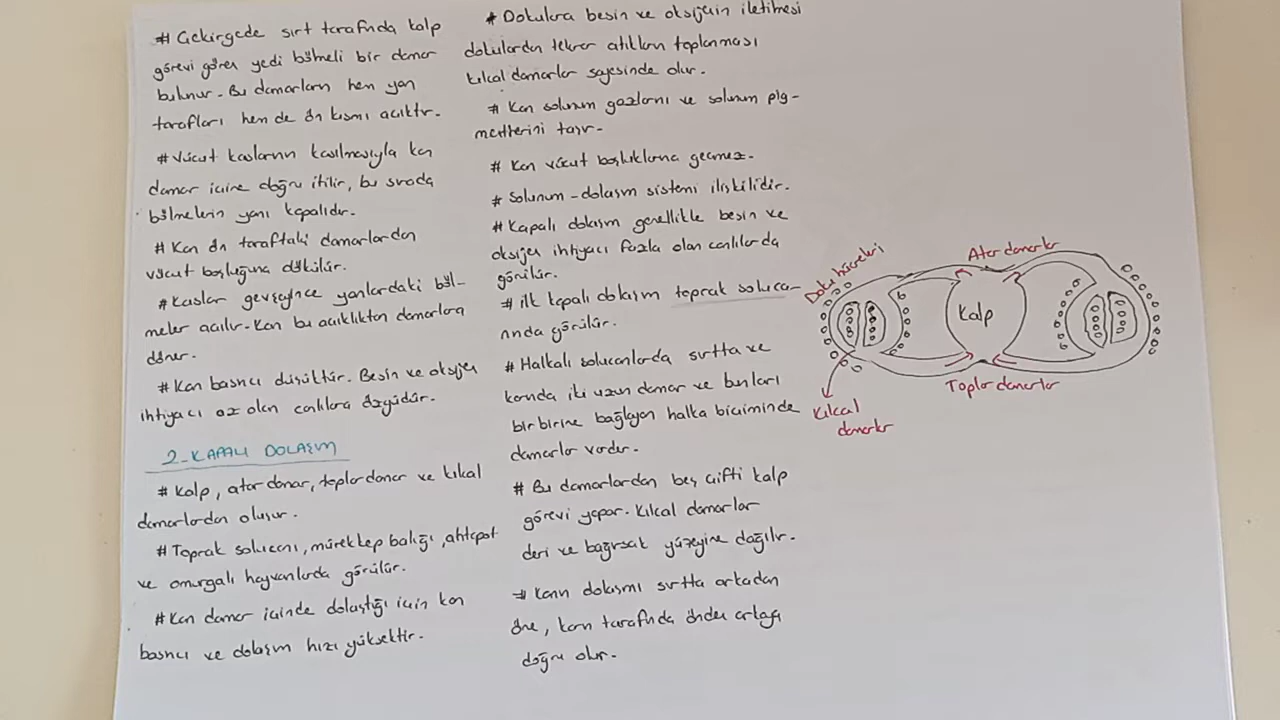 # Çekirgede sırt tarafında kalp
görevi gören yedi bölmeli bir damar
bulunur. Bu damarların hem yan
tarafları hem de ön kısmı açıktır.
# Vücut kaslarının kasılmasıyla kan
damar içine doğru itilir, bu sırada
bölmelerin yanı kapalıdır.
# Kan ön taraftaki damarlardan
vücut boşluğuna dökülür.
# Kaslar gevşeyince yanlardaki böl-
meler açılır. Kan bu açıklıktan damarlara
döner.
# Kan basıncı düşüktür. Besin ve oksijen
ihtiyacı az olan canlılara özgüdür.
2-KAPALI DOLAŞIM
# Kalp, atar damar, toplar damar ve kılcal
damarlardan oluşur.
# Toprak solucanı, mürekkep balığı, ahtapot
ve omurgalı hayvanlarda görülür.
# Kan damar içinde dolaştığı için kan
basıncı ve dolaşım hızı yüksektir.
# Dokulara besin ve oksijenin iletilmesi
dokulardan tekrar atıkların toplanması
kılcal damarlar sayesinde olur.
# Kan solunum gazlarını ve solunum pig-
mentlerini taşır.
# Kan vücut boşluklarına geçmez.
# Solunum-dolaşım sistemi ilişkilidir.
# Kapalı dolaşım genellikle besin ve
oksijen ihtiyacı fazla olan canlılarda
görülür.
# ilk kapalı dolaşım toprak soluca-
nında görülür.
# Halkalı solucanlarda sırtta ve
karında iki uzun damar ve bunları
birbirine bağlayan halka biçiminde
damarlar vardır.
# Bu damarlardan beş çifti kalp
görevi yapar. Kılcal damarlar
deri ve bağırsak yüzeyine dağılır.
# Kanın dolaşımı sırtta arkadan
öne, karın tarafında önden arkaya
doğru olur.
Doku hücreleri
Atar damarlar
Kalp
Toplar damarlar
Kılcal
damarlar